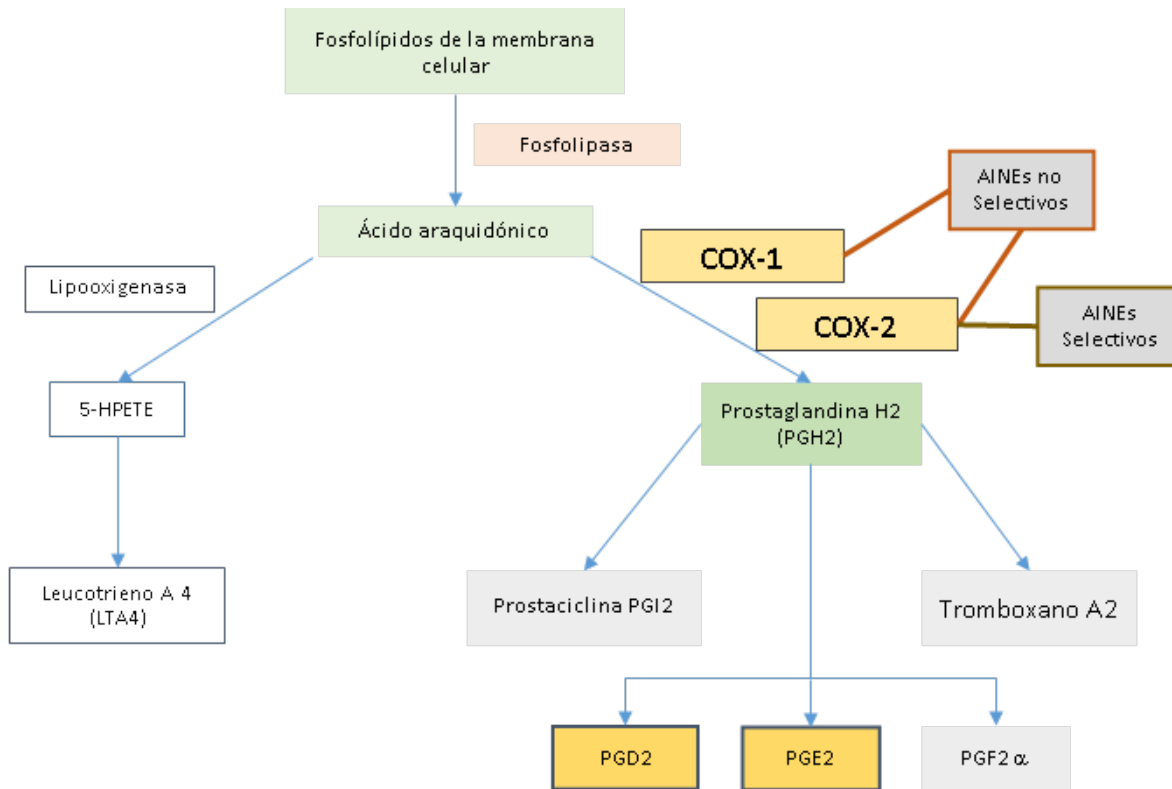 Fosfolípidos de la membrana
celular
Fosfolipasa
AINEs no
Selectivos
Ácido araquidónico
COX-1
Lipooxigenasa
COX-2
AINEs
Selectivos
5-HPETE
Prostaglandina H2
(PGH2)
Leucotrieno A 4
(LTA4)
Prostaciclina PGI2
Tromboxano A2
PGD2
PGE2
PGF2 α